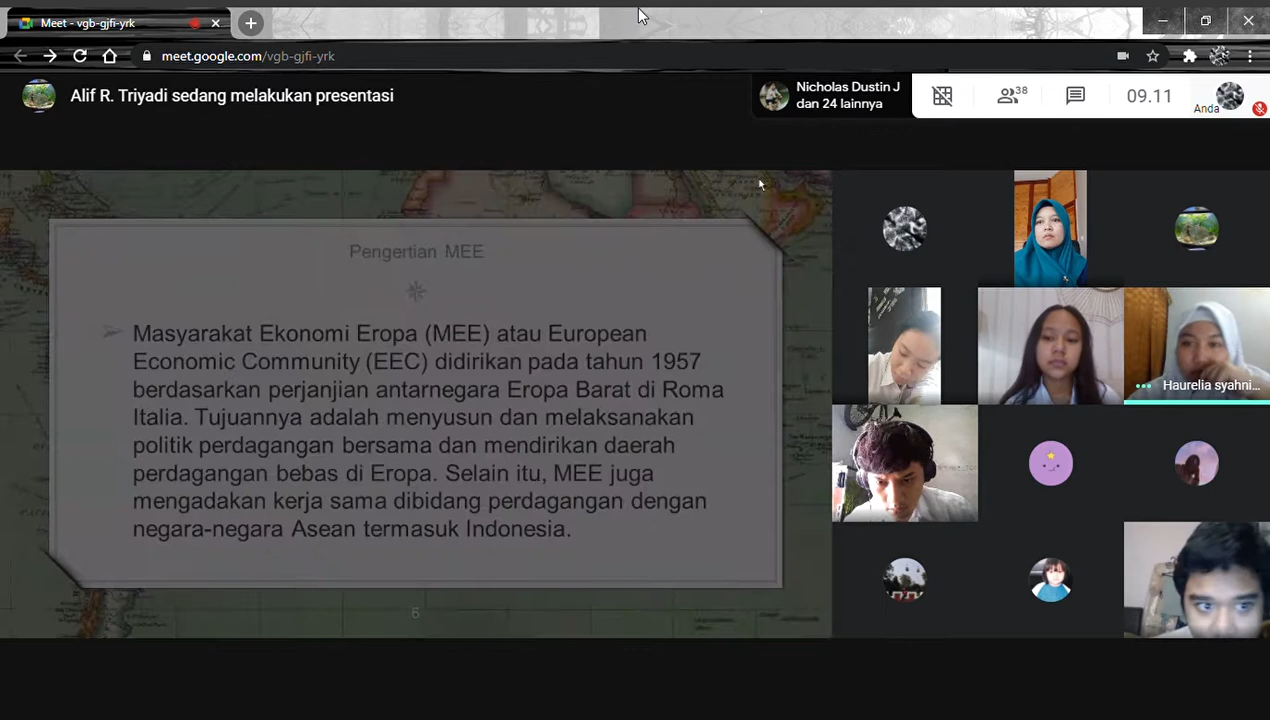 Meet - vgb-gjfi-yrk
meet.google.com/vgb-gjfi-yrk
Alif R. Triyadi sedang melakukan presentasi
Nicholas Dustin J
dan 24 lainnya
38
09.11
Anda
Pengertian MEE
Masyarakat Ekonomi Eropa (MEE) atau European
Economic Community (EEC) didirikan pada tahun 1957
berdasarkan perjanjian antarnegara Eropa Barat di Roma
Italia. Tujuannya adalah menyusun dan melaksanakan
politik perdagangan bersama dan mendirikan daerah
perdagangan bebas di Eropa. Selain itu, MEE juga
mengadakan kerja sama dibidang perdagangan dengan
negara-negara Asean termasuk Indonesia.
Haurelia syahni...